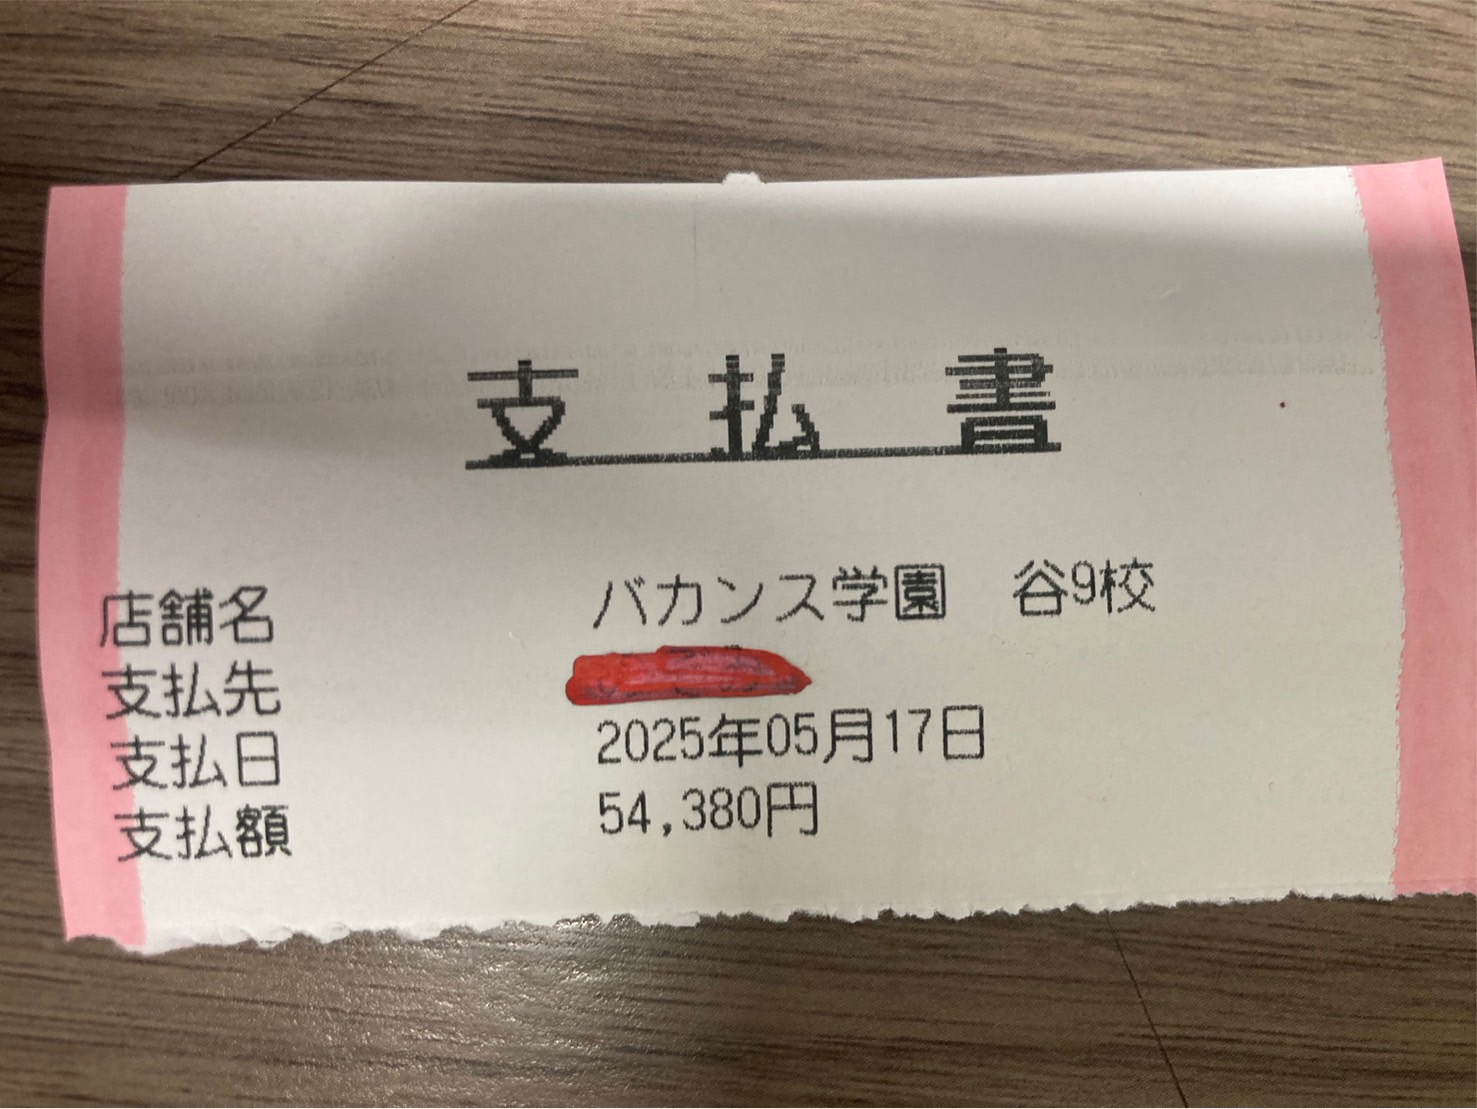 支払書
店舗名 バカンス学園 谷9校
支払先
支払日 2025年05月17日
支払額 54,380円